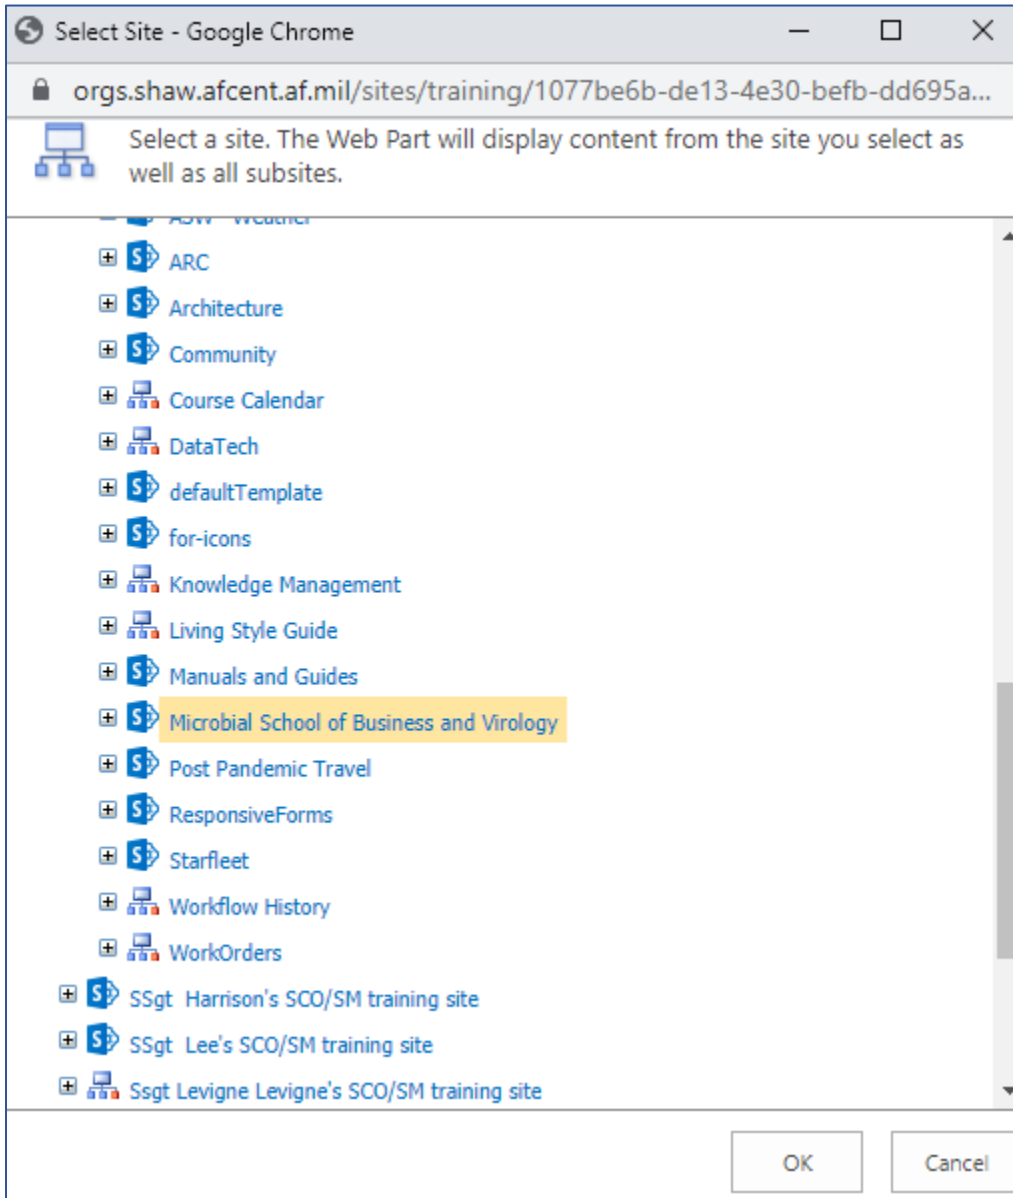 Select Site - Google Chrome
orgs.shaw.afcent.af.mil/sites/training/1077be6b-de13-4e30-befb-dd695a...
Select a site. The Web Part will display content from the site you select as
well as all subsites.
ARC
Architecture
Community
Course Calendar
DataTech
defaultTemplate
for-icons
Knowledge Management
Living Style Guide
Manuals and Guides
Microbial School of Business and Virology
Post Pandemic Travel
ResponsiveForms
Starfleet
Workflow History
WorkOrders
SSgt Harrison's SCO/SM training site
SSgt Lee's SCO/SM training site
Ssgt Levigne Levigne's SCO/SM training site
OK Cancel